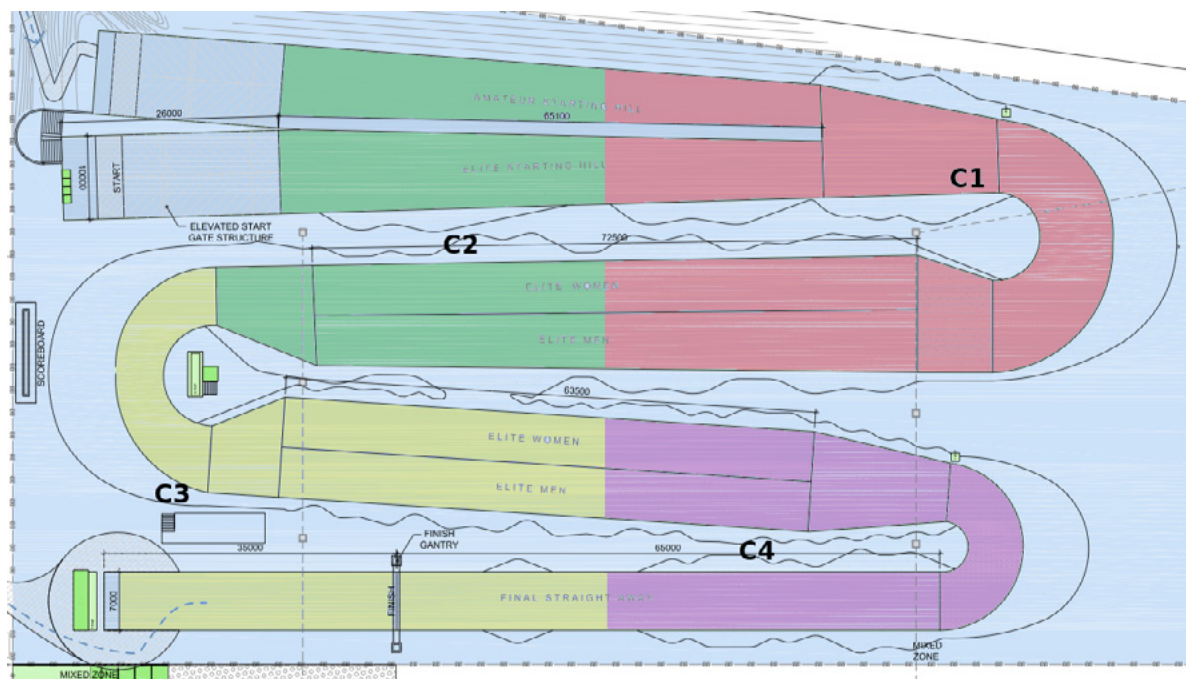 AMATEUR STARTING HILL
26000
65100
10000
START
ELITE STARTING HILL
C1
ELEVATED START
GATE STRUCTURE
C2
72500
ELITE WOMEN
ELITE MEN
SCOREBOARD
63500
ELITE WOMEN
ELITE MEN
C3
35000
FINISH
GANTRY
65000
C4
7000
FINISH
FINAL STRAIGHT AWAY
MIXED
ZONE
MIXED ZONE